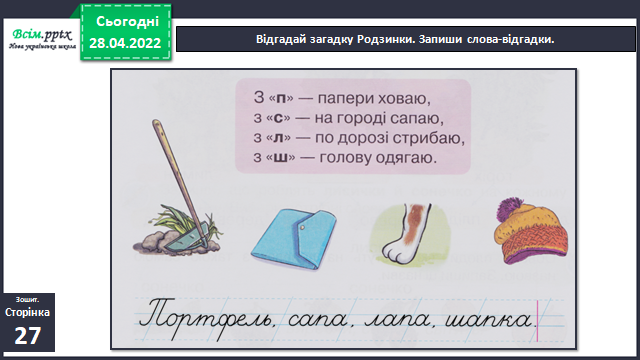 Всім.pptx
Нова українська школа
Сьогодні
28.04.2022
Відгадай загадку Родзинки. Запиши слова-відгадки.
З «п» — папери ховаю,
з «с» — на городі сапаю,
з «л» — по дорозі стрибаю,
з «ш» — голову одягаю.
Портфель, сапа, лапа, шапка.
Зошит.
Сторінка
27